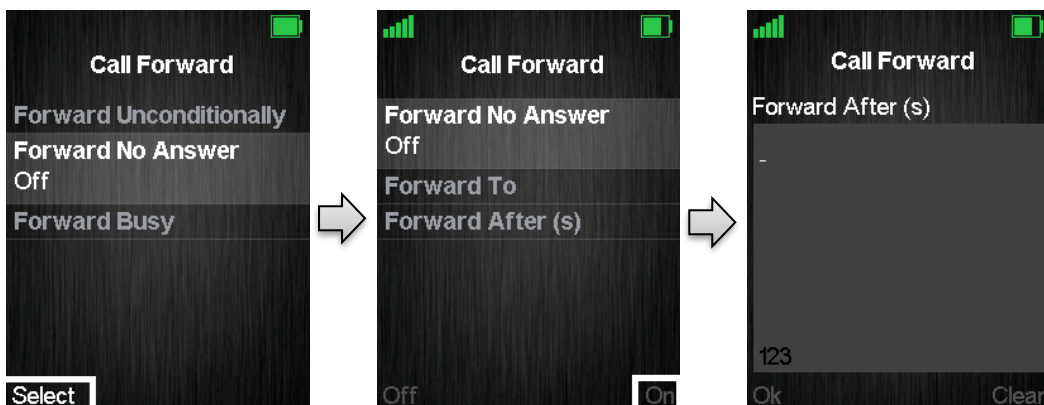 Call Forward
Forward Unconditionally
Forward No Answer
Off
Forward Busy
Select
Call Forward
Forward No Answer
Off
Forward To
Forward After (s)
Off On
Call Forward
Forward After (s)
-
123
Ok Clear